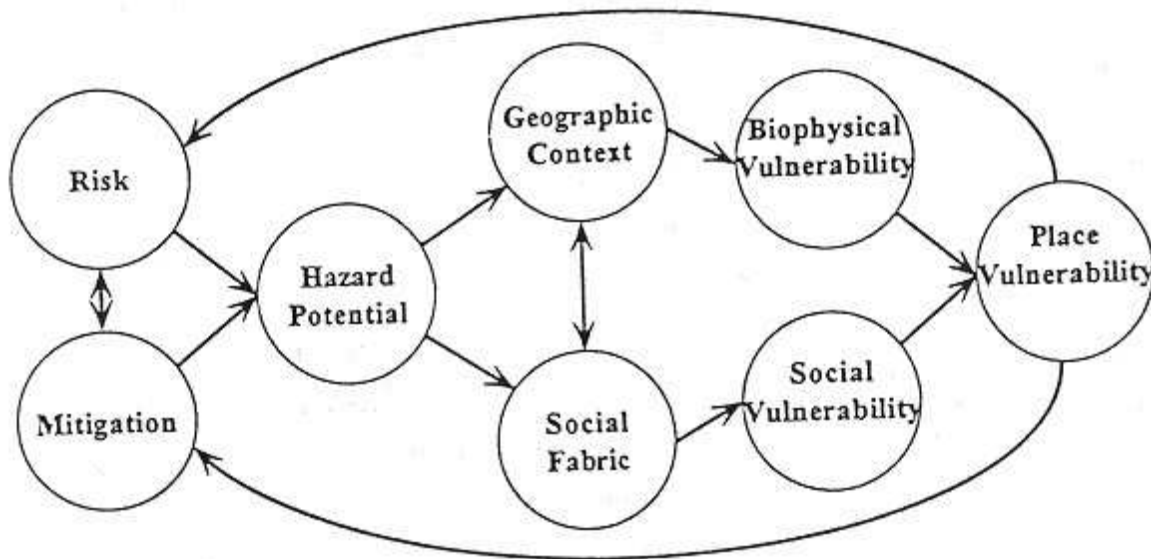 Risk
Mitigation
Hazard
Potential
Geographic
Context
Social
Fabric
Biophysical
Vulnerability
Social
Vulnerability
Place
Vulnerability